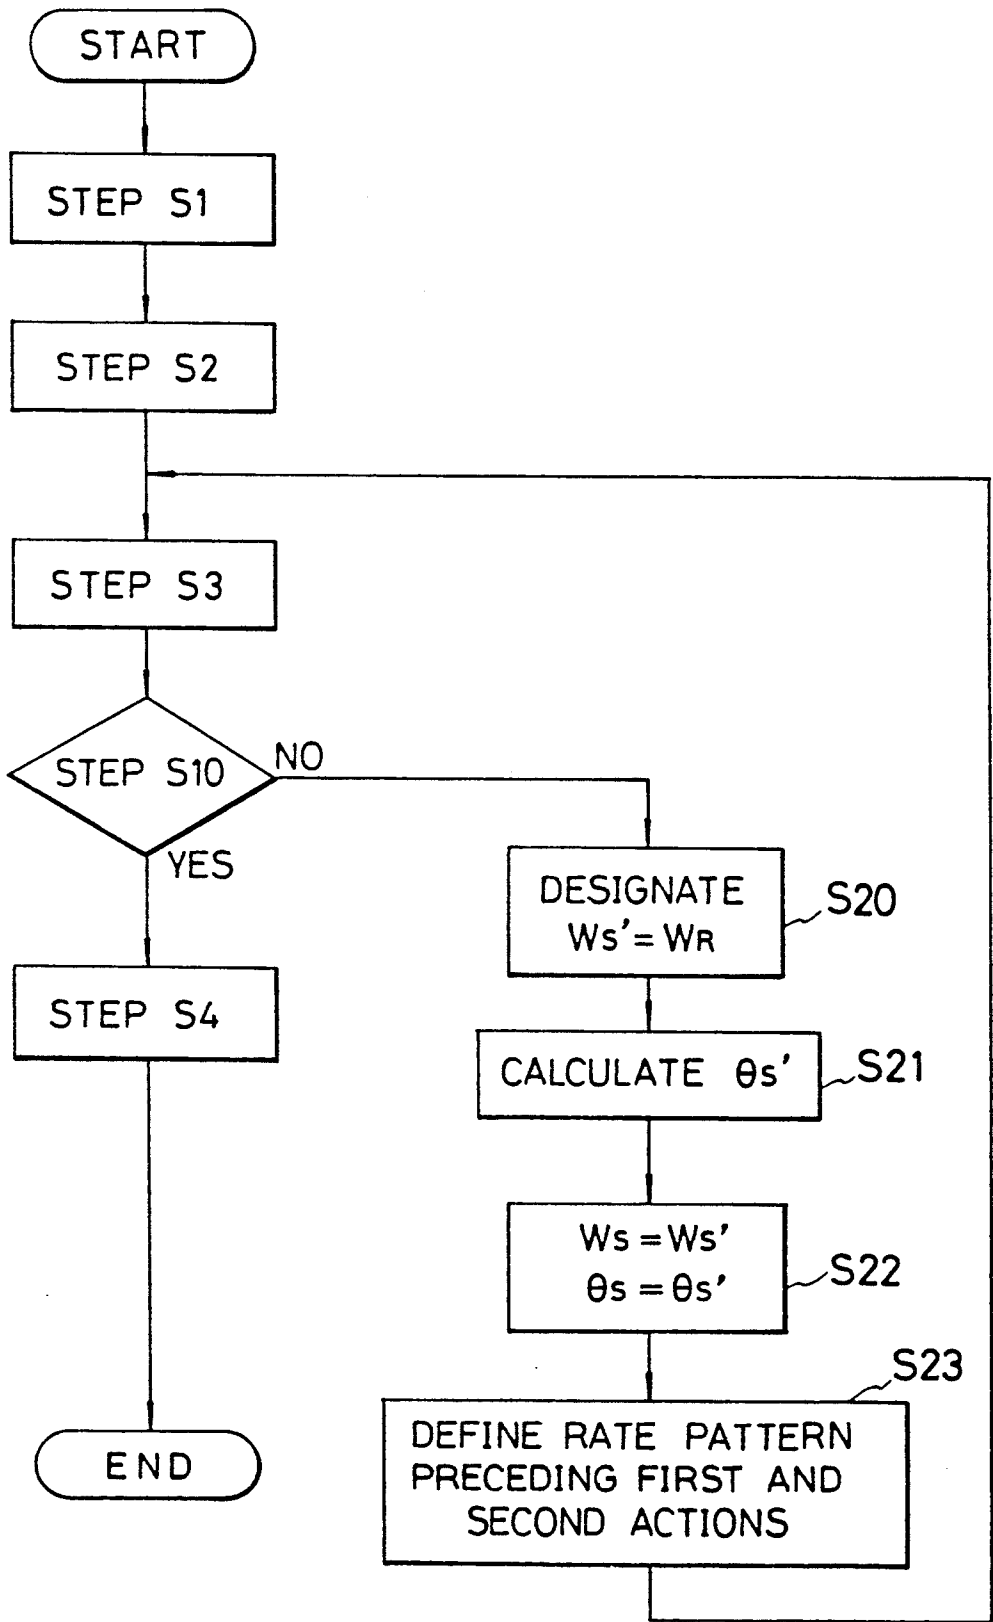 START
STEP S1
STEP S2
STEP S3
STEP S10
NO
YES
STEP S4
END
DESIGNATE
Ws'=WR
S20
CALCULATE θs'
S21
Ws=Ws'
θs=θs'
S22
S23
DEFINE RATE PATTERN
PRECEDING FIRST AND
SECOND ACTIONS